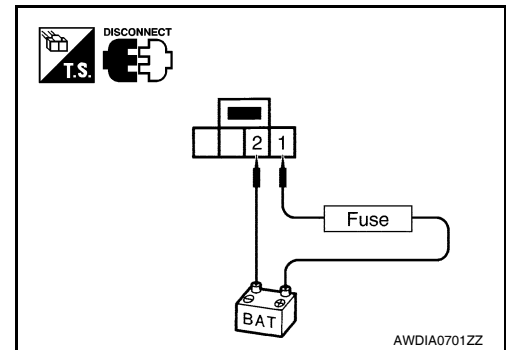 DISCONNECT
T.S.
2 1
Fuse
BAT
AWDIA0701ZZ